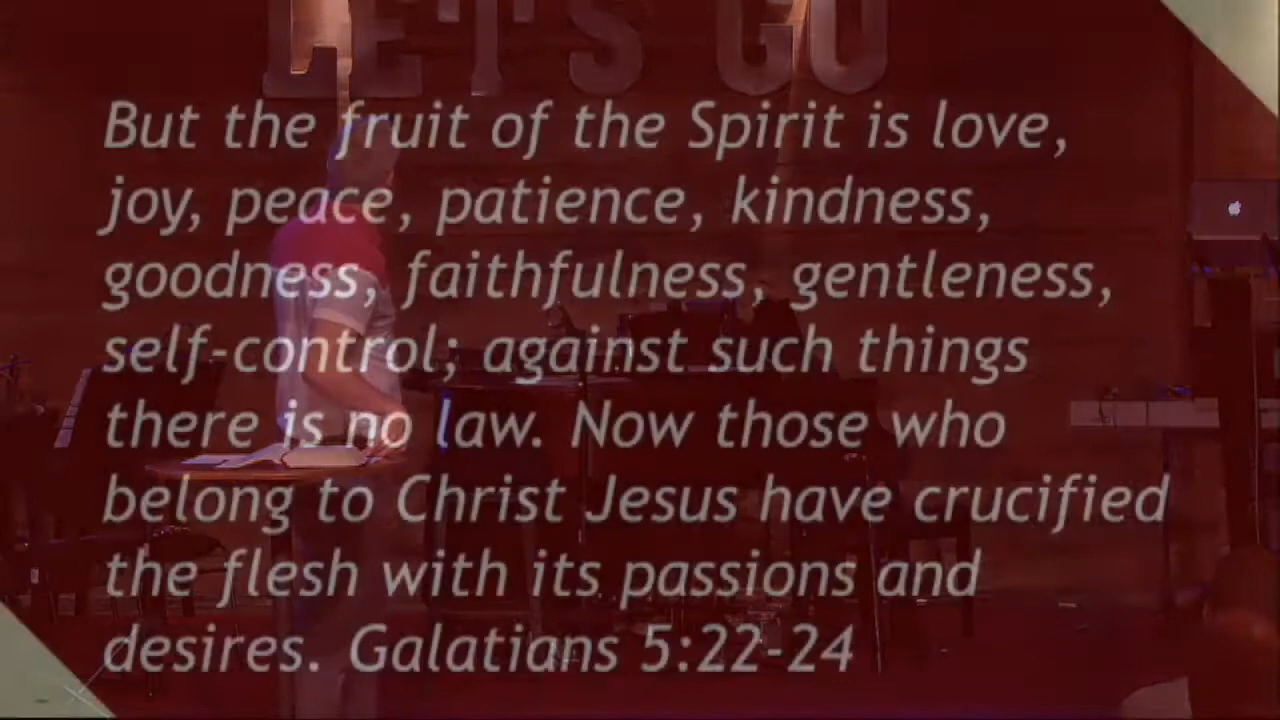 LET'S GO
But the fruit of the Spirit is love,
joy, peace, patience, kindness,
goodness, faithfulness, gentleness,
self-control; against such things
there is no law. Now those who
belong to Christ Jesus have crucified
the flesh with its passions and
desires. Galatians 5:22-24